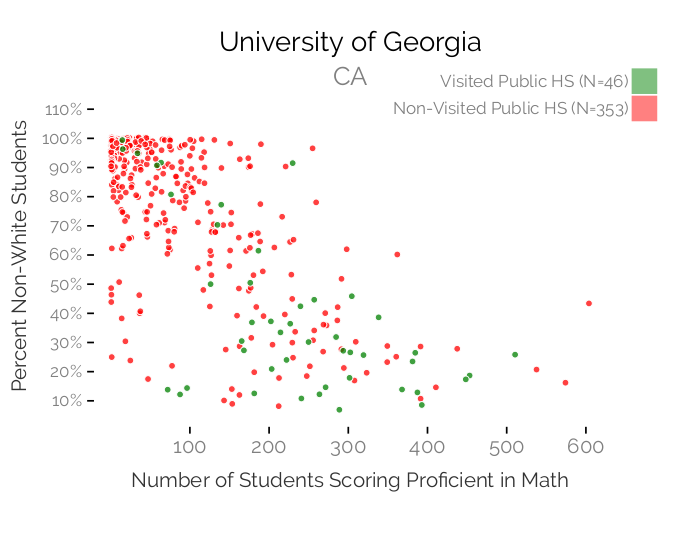 University of Georgia
CA
Visited Public HS (N=46)
Non-Visited Public HS (N=353)
Percent Non-White Students
110%
100%
90%
80%
70%
60%
50%
40%
30%
20%
10%
100 200 300 400 500 600
Number of Students Scoring Proficient in Math